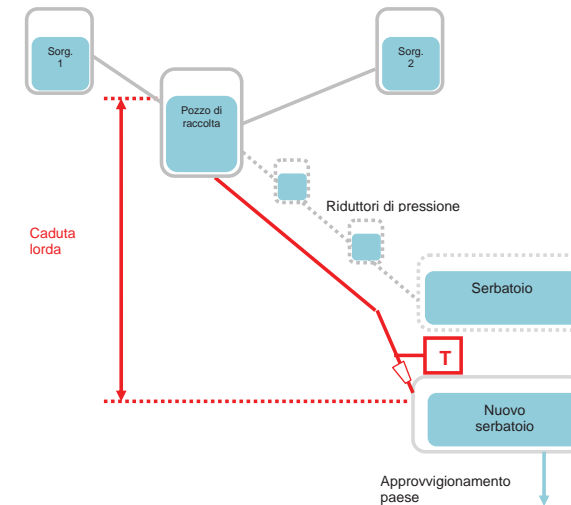 Sorg.
1
Sorg.
2
Pozzo di
raccolta
Riduttori di pressione
Caduta
lorda
Serbatoio
T
Nuovo
serbatoio
Approvvigionamento
paese